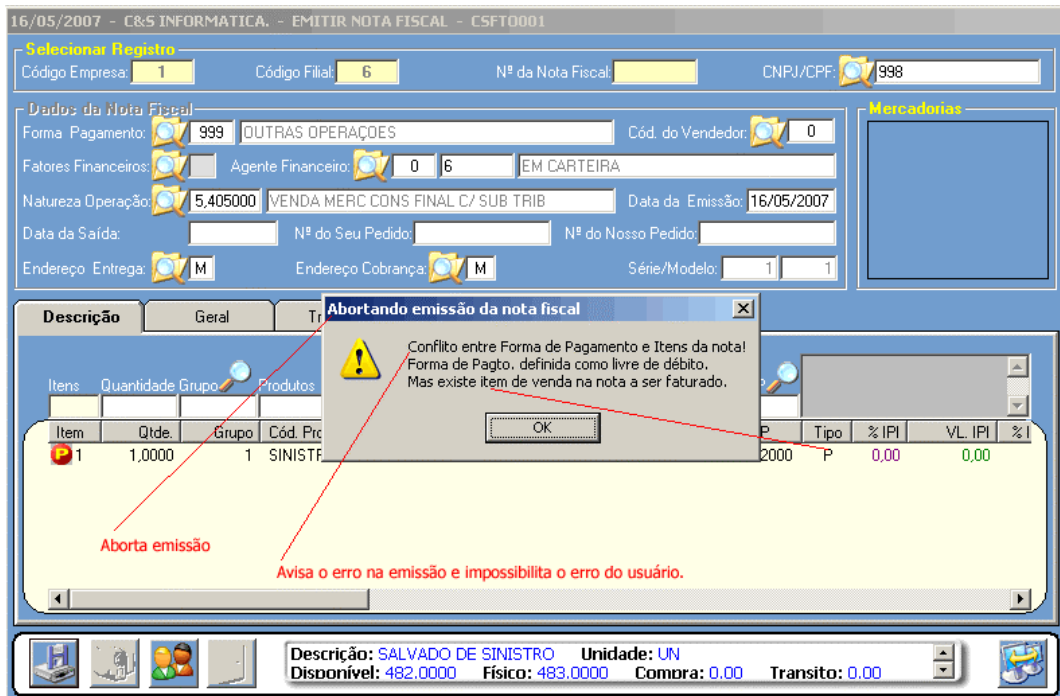 16/05/2007 - C&S INFORMATICA. - EMITIR NOTA FISCAL - CSFT0001
Selecionar Registro
Código Empresa: 1 Código Filial: 6 Nª da Nota Fiscal: CNPJ/CPF: 998
Dados da Nota Fiscal Mercadorias
Forma Pagamento: 999 OUTRAS OPERAÇOES Cód. do Vendedor: 0
Fatores Financeiros: Agente Financeiro: 0 6 EM CARTEIRA
Natureza Operação: 5,405000 VENDA MERC CONS FINAL C/ SUB TRIB Data da Emissão: 16/05/2007
Data da Saída: Nª do Seu Pedido: Nª do Nosso Pedido:
Endereço Entrega: M Endereço Cobrança: M Série/Modelo: 1 1
Descrição Geral Tr
Abortando emissão da nota fiscal
Conflito entre Forma de Pagamento e Itens da nota!
Forma de Pagto. definida como livre de débito.
Mas existe item de venda na nota a ser faturado.
OK
Itens Quantidade Grupo Produtos
Item Qtde. Grupo Cód. Pro P Tipo % IPI VL. IPI % I
P 1 1,0000 1 SINISTR 2000 P 0,00 0,00
Aborta emissão
Avisa o erro na emissão e impossibilita o erro do usuário.
Descrição: SALVADO DE SINISTRO Unidade: UN
Disponível: 482.0000 Físico: 483.0000 Compra: 0.00 Transito: 0.00